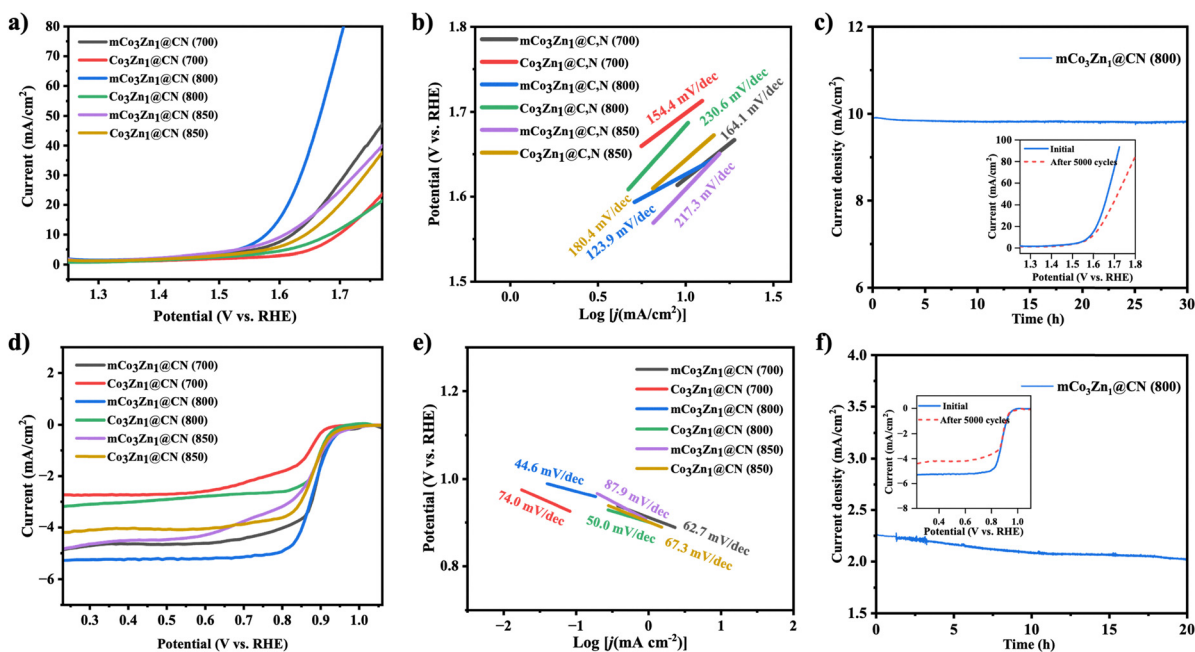 a)
80
70
60
50
40
30
20
10
0
Current (mA/cm²)
mCo₃Zn₁@CN (700)
Co₃Zn₁@CN (700)
mCo₃Zn₁@CN (800)
Co₃Zn₁@CN (800)
mCo₃Zn₁@CN (850)
Co₃Zn₁@CN (850)
1.3 1.4 1.5 1.6 1.7
Potential (V vs. RHE)
b)
1.8
1.7
1.6
1.5
Potential (V vs. RHE)
mCo₃Zn₁@C,N (700)
Co₃Zn₁@C,N (700)
mCo₃Zn₁@C,N (800)
Co₃Zn₁@C,N (800)
mCo₃Zn₁@C,N (850)
Co₃Zn₁@C,N (850)
154.4 mV/dec
230.6 mV/dec
164.1 mV/dec
180.4 mV/dec
123.9 mV/dec
217.3 mV/dec
0.0 0.5 1.0 1.5
Log [j(mA/cm²)]
c)
12
10
8
6
Current density (mA/cm²)
mCo₃Zn₁@CN (800)
100
80
60
40
20
0
Current (mA/cm²)
Initial
After 5000 cycles
1.3 1.4 1.5 1.6 1.7 1.8
Potential (V vs. RHE)
0 5 10 15 20 25 30
Time (h)
d)
2
0
−2
−4
−6
Current (mA/cm²)
mCo₃Zn₁@CN (700)
Co₃Zn₁@CN (700)
mCo₃Zn₁@CN (800)
Co₃Zn₁@CN (800)
mCo₃Zn₁@CN (850)
Co₃Zn₁@CN (850)
0.3 0.4 0.5 0.6 0.7 0.8 0.9 1.0
Potential (V vs. RHE)
e)
1.2
1.0
0.8
Potential (V vs. RHE)
mCo₃Zn₁@CN (700)
Co₃Zn₁@CN (700)
mCo₃Zn₁@CN (800)
Co₃Zn₁@CN (800)
mCo₃Zn₁@CN (850)
Co₃Zn₁@CN (850)
44.6 mV/dec
87.9 mV/dec
74.0 mV/dec
50.0 mV/dec
62.7 mV/dec
67.3 mV/dec
−2 −1 0 1 2
Log [j(mA cm⁻²)]
f)
4.0
3.5
3.0
2.5
2.0
1.5
Current density (mA/cm²)
mCo₃Zn₁@CN (800)
0
−2
−4
−6
−8
Current (mA/cm²)
Initial
After 5000 cycles
0.4 0.6 0.8 1.0
Potential (V vs. RHE)
0 5 10 15 20
Time (h)